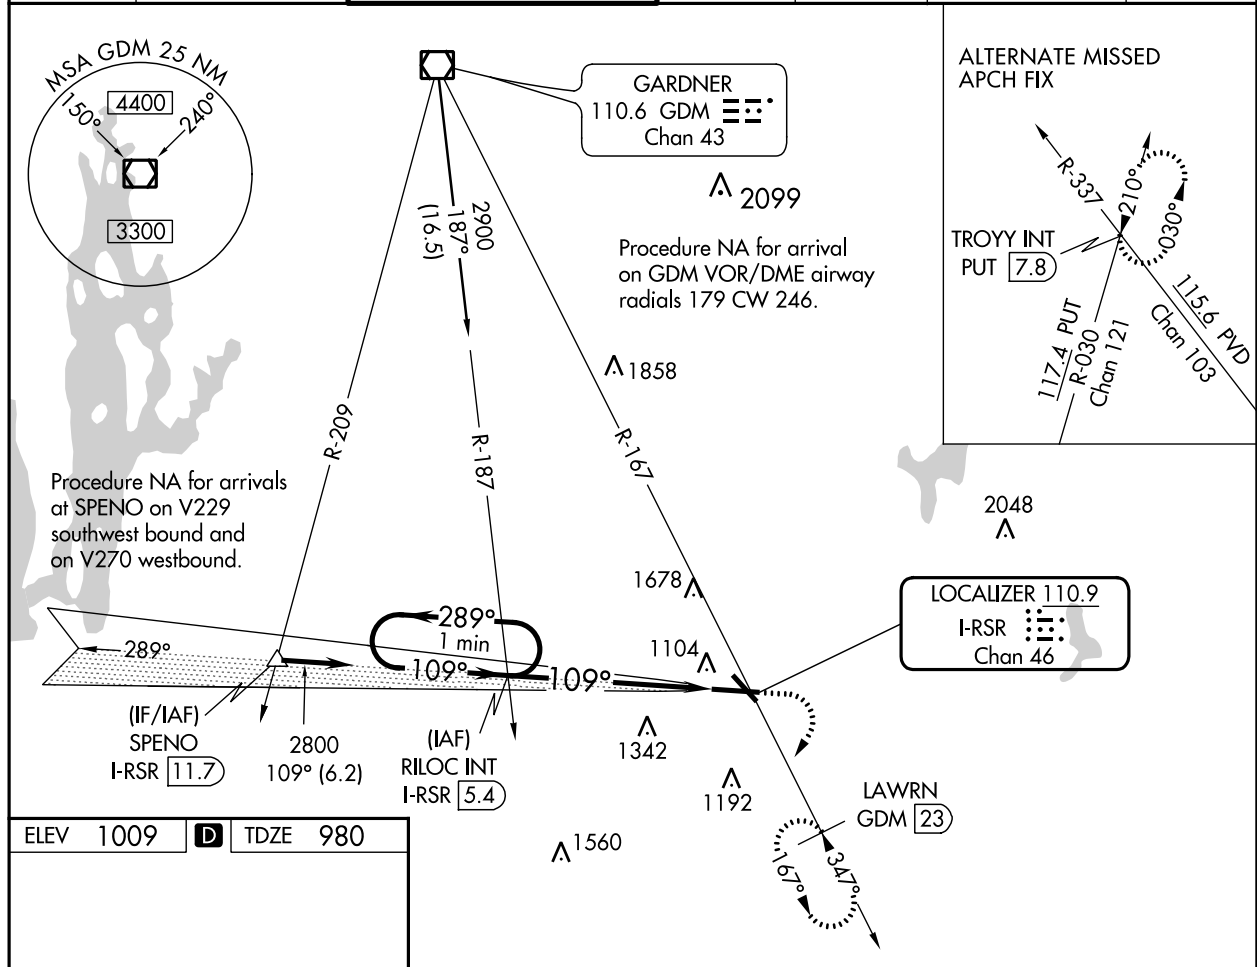 MSA GDM 25 NM
150°
4400
240°
3300
GARDNER
110.6 GDM
Chan 43
2099
Procedure NA for arrival
on GDM VOR/DME airway
radials 179 CW 246.
2900
187°
(16.5)
1858
R-209
R-187
R-167
ALTERNATE MISSED
APCH FIX
R-337
210°
030°
TROYY INT
PUT 7.8
117.4 PUT
R-030
Chan 121
115.6 PVD
Chan 103
Procedure NA for arrivals
at SPENO on V229
southwest bound and
on V270 westbound.
2048
1678
LOCALIZER 110.9
I-RSR
Chan 46
289°
289°
1 min
109°
109°
1104
(IF/IAF)
SPENO
I-RSR 11.7
2800
109° (6.2)
(IAF)
RILOC INT
I-RSR 5.4
1342
1192
LAWRN
GDM 23
1560
167°
347°
ELEV 1009 D TDZE 980